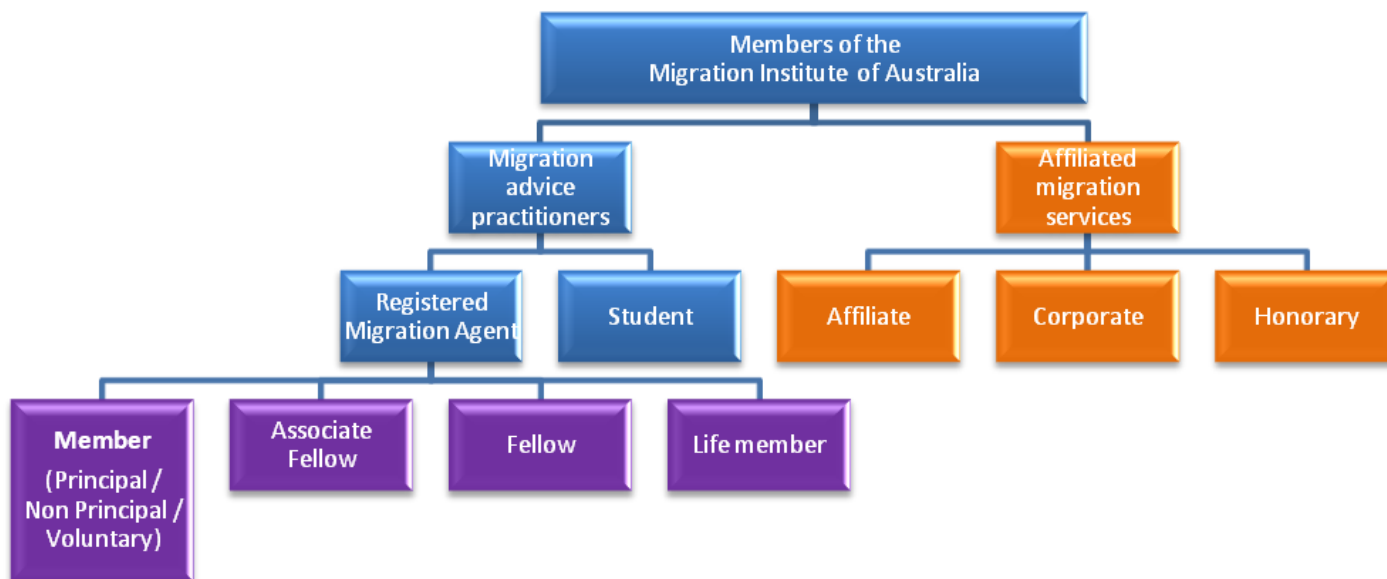 Members of the
Migration Institute of Australia
Migration
advice
practitioners
Affiliated
migration
services
Registered
Migration Agent
Student
Affiliate
Corporate
Honorary
Member
(Principal /
Non Principal /
Voluntary)
Associate
Fellow
Fellow
Life member